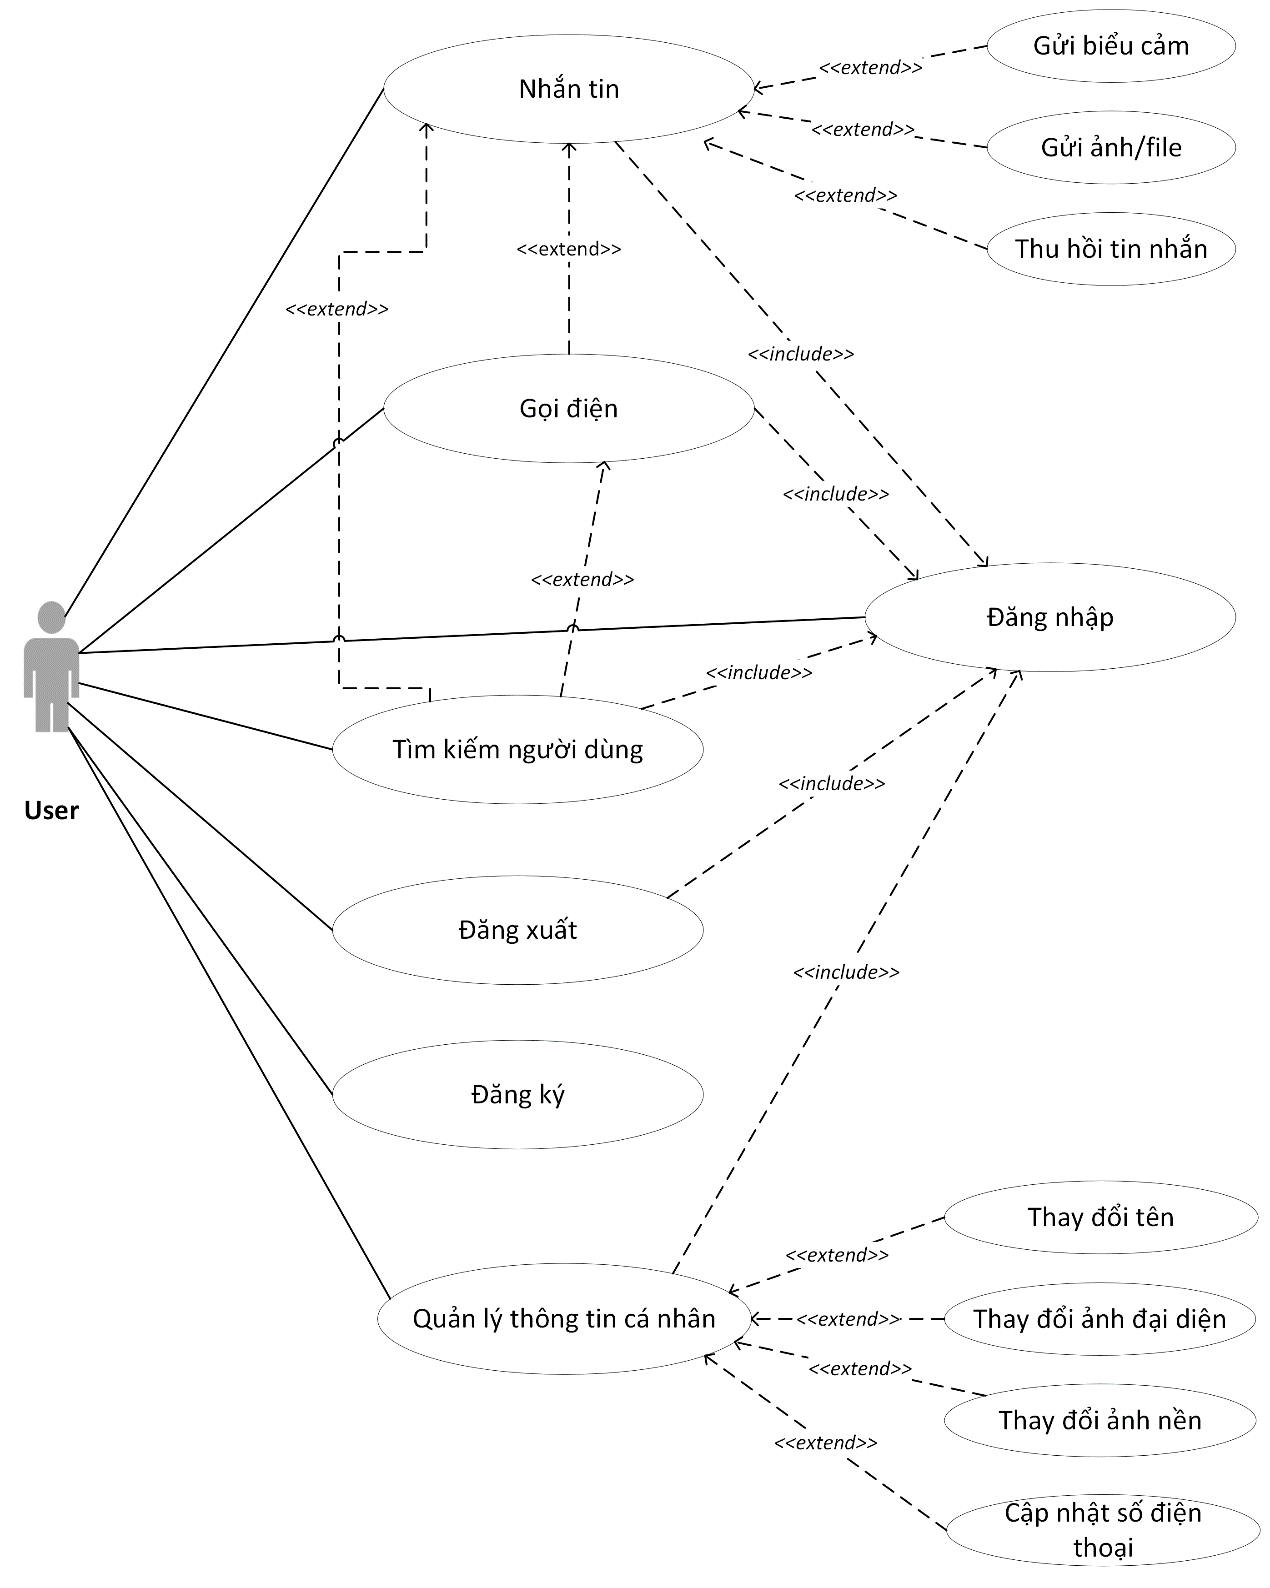 Gửi biểu cảm
<<extend>>
Nhắn tin
<<extend>>
Gửi ảnh/file
<<extend>>
Thu hồi tin nhắn
<<extend>>
<<extend>>
<<include>>
Gọi điện
<<include>>
<<extend>>
Đăng nhập
<<include>>
Tìm kiếm người dùng
<<include>>
User
Đăng xuất
<<include>>
Đăng ký
Thay đổi tên
<<extend>>
Quản lý thông tin cá nhân
<<extend>>
Thay đổi ảnh đại diện
<<extend>>
Thay đổi ảnh nền
<<extend>>
Cập nhật số điện
thoại